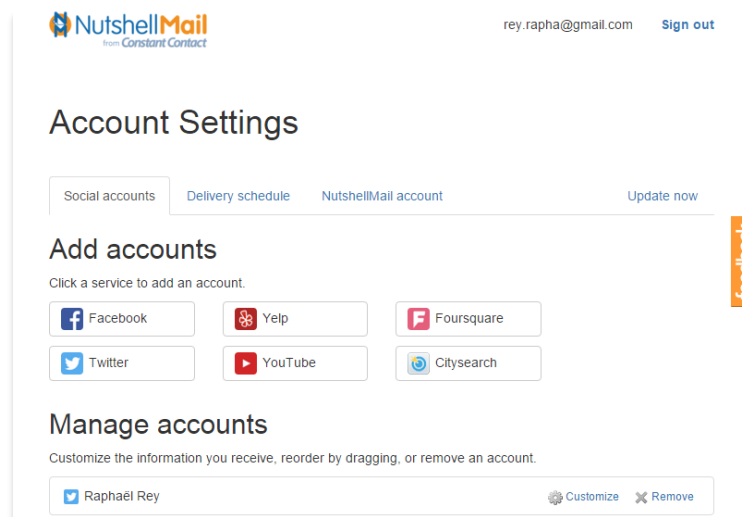 NutshellMail
from Constant Contact
rey.rapha@gmail.com Sign out
Account Settings
Social accounts Delivery schedule NutshellMail account Update now
Add accounts
Click a service to add an account.
Facebook Yelp Foursquare
Twitter YouTube Citysearch
Manage accounts
Customize the information you receive, reorder by dragging, or remove an account.
Raphaël Rey Customize Remove